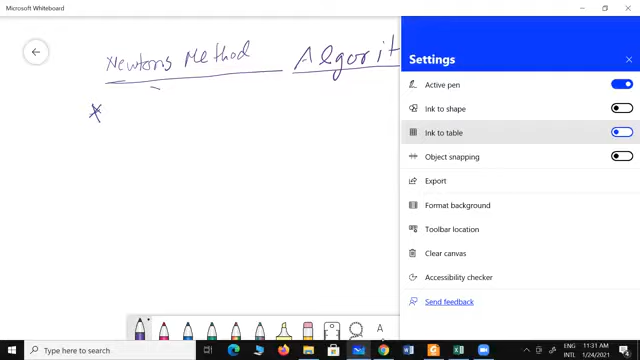 Microsoft Whiteboard
Newtons Method Algorit
Settings
Active pen
Ink to shape
Ink to table
Object snapping
Export
Format background
Toolbar location
Clear canvas
Accessibility checker
Send feedback
Type here to search
ENG
INTL
11:31 AM
1/24/2021